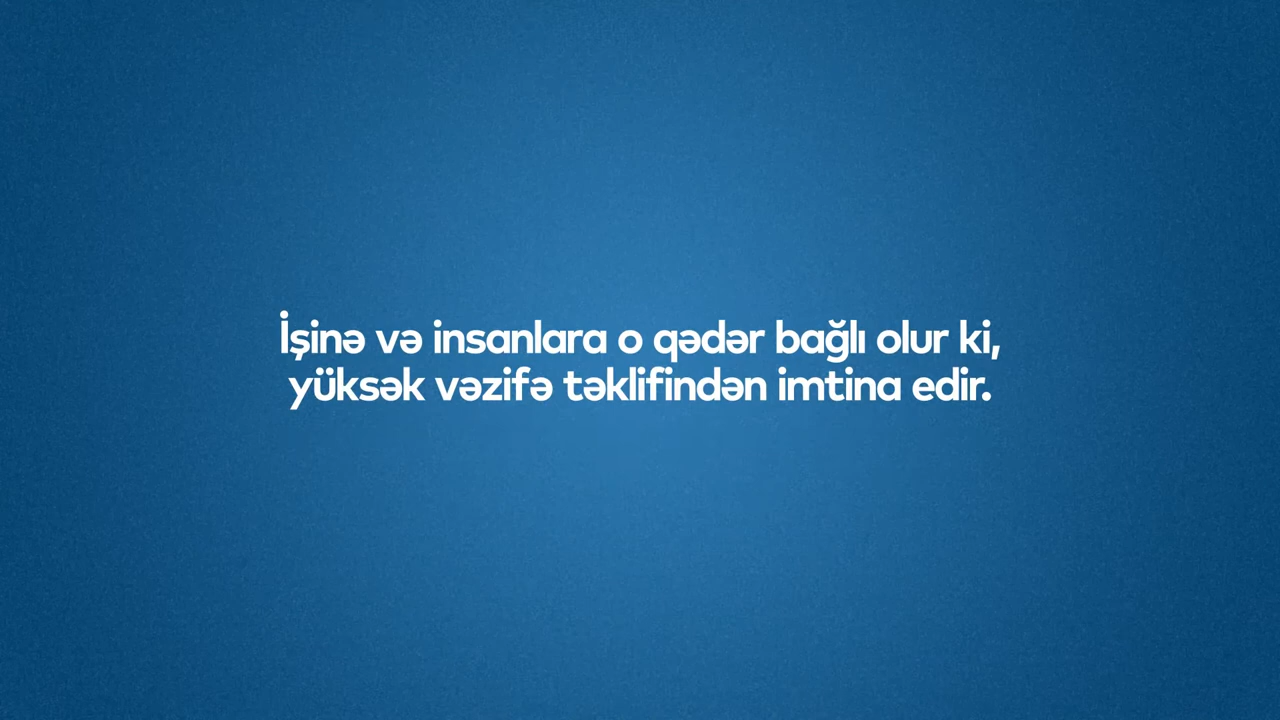 İşinə və insanlara o qədər bağlı olur ki,
yüksək vəzifə təklifindən imtina edir.